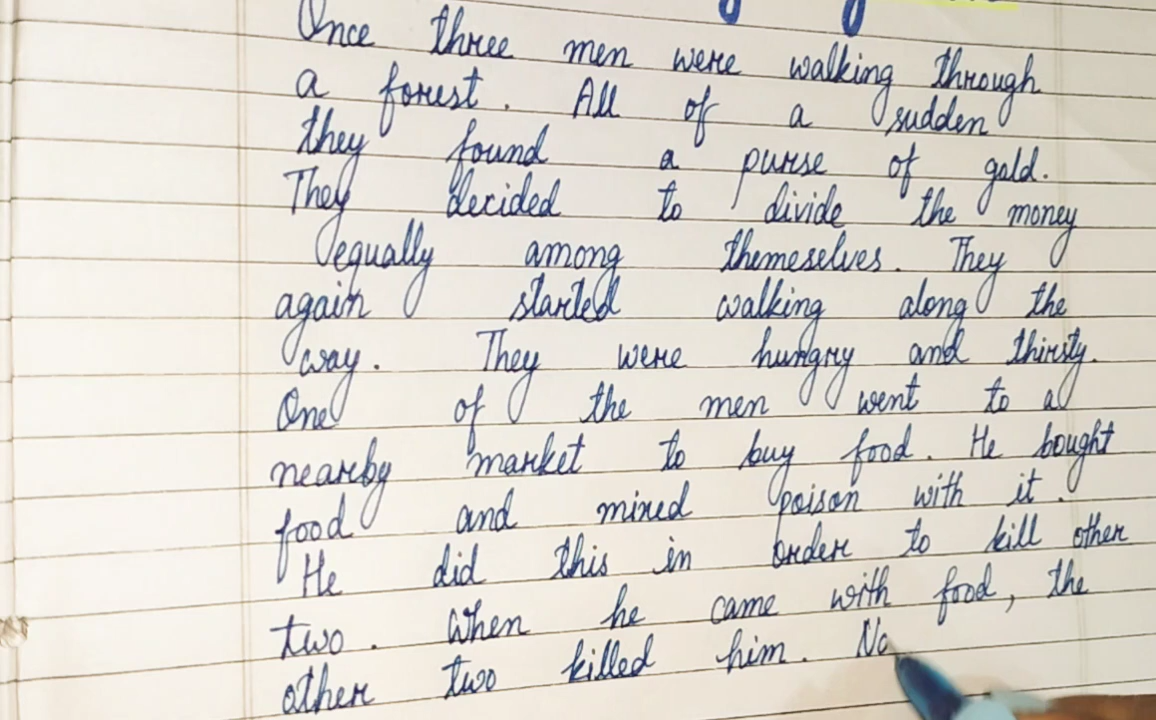 Once three men were walking through
a forest. All of a sudden
they found a purse of gold.
They decided to divide the money
equally among themeselves. They
again started walking along the
way. They were hungry and thirsty.
One of the men went to a
nearby market to buy food. He bought
food and mixed poison with it.
He did this in order to kill other
two. When he came with food, the
other two killed him. No